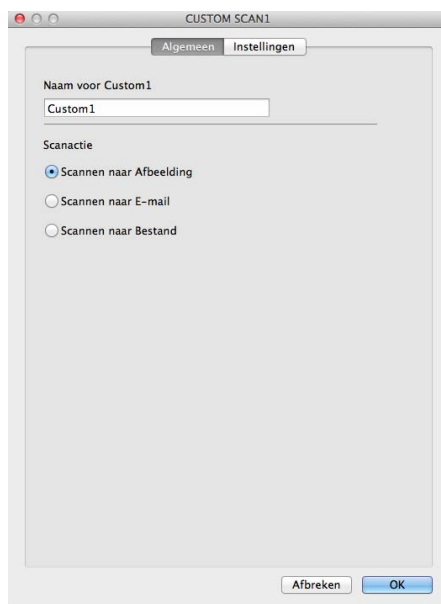 CUSTOM SCAN1
Algemeen Instellingen
Naam voor Custom1
Custom1
Scanactie
Scannen naar Afbeelding
Scannen naar E-mail
Scannen naar Bestand
Afbreken OK